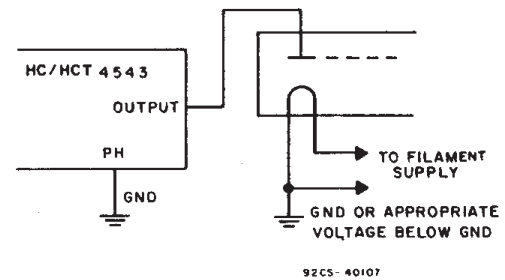 HC/HCT 4543
OUTPUT
PH
GND
TO FILAMENT
SUPPLY
GND OR APPROPRIATE
VOLTAGE BELOW GND
92CS-40107